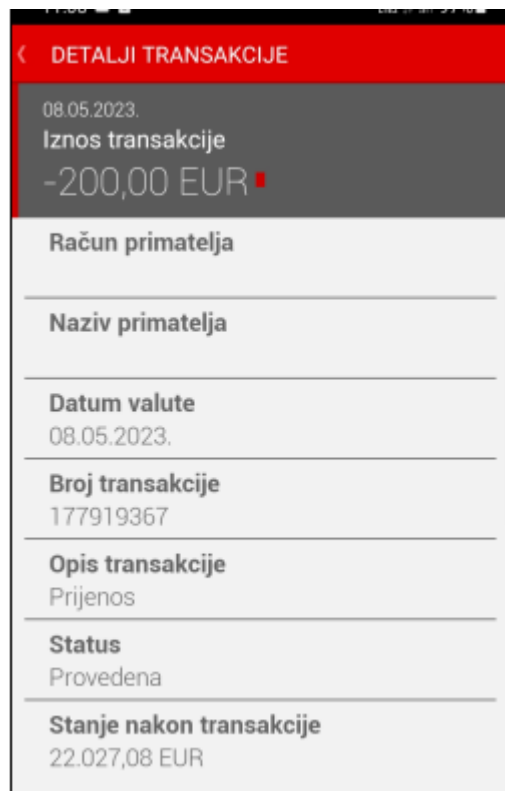 DETALJI TRANSAKCIJE
08.05.2023.
Iznos transakcije
-200,00 EUR
Račun primatelja
Naziv primatelja
Datum valute
08.05.2023.
Broj transakcije
177919367
Opis transakcije
Prijenos
Status
Provedena
Stanje nakon transakcije
22.027,08 EUR